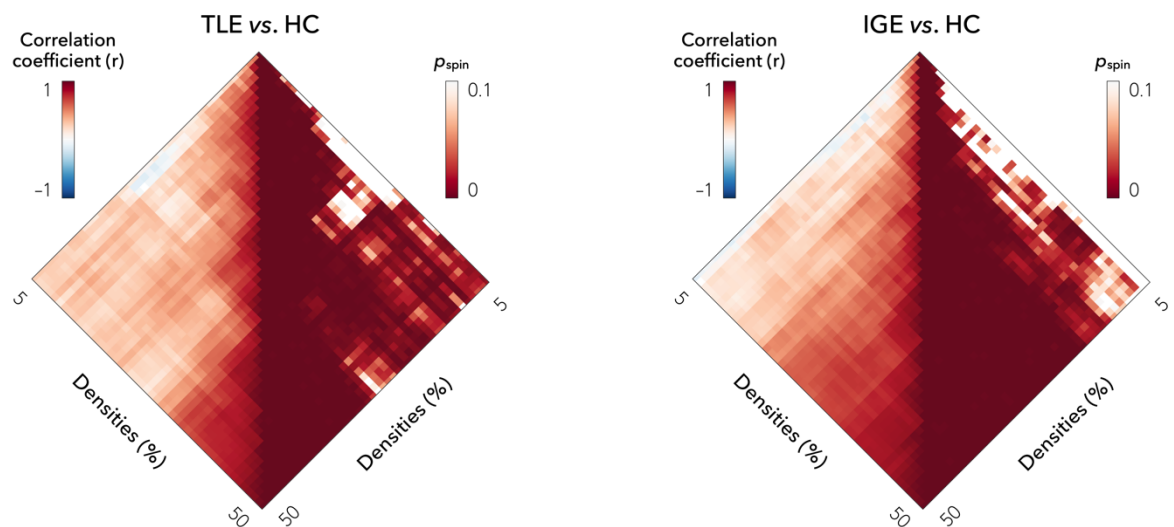 TLE vs. HC
Correlation
coefficient (r)
1
–1
pspin
0.1
0
5
5
Densities (%)
Densities (%)
50
50
IGE vs. HC
Correlation
coefficient (r)
1
–1
pspin
0.1
0
5
5
Densities (%)
Densities (%)
50
50